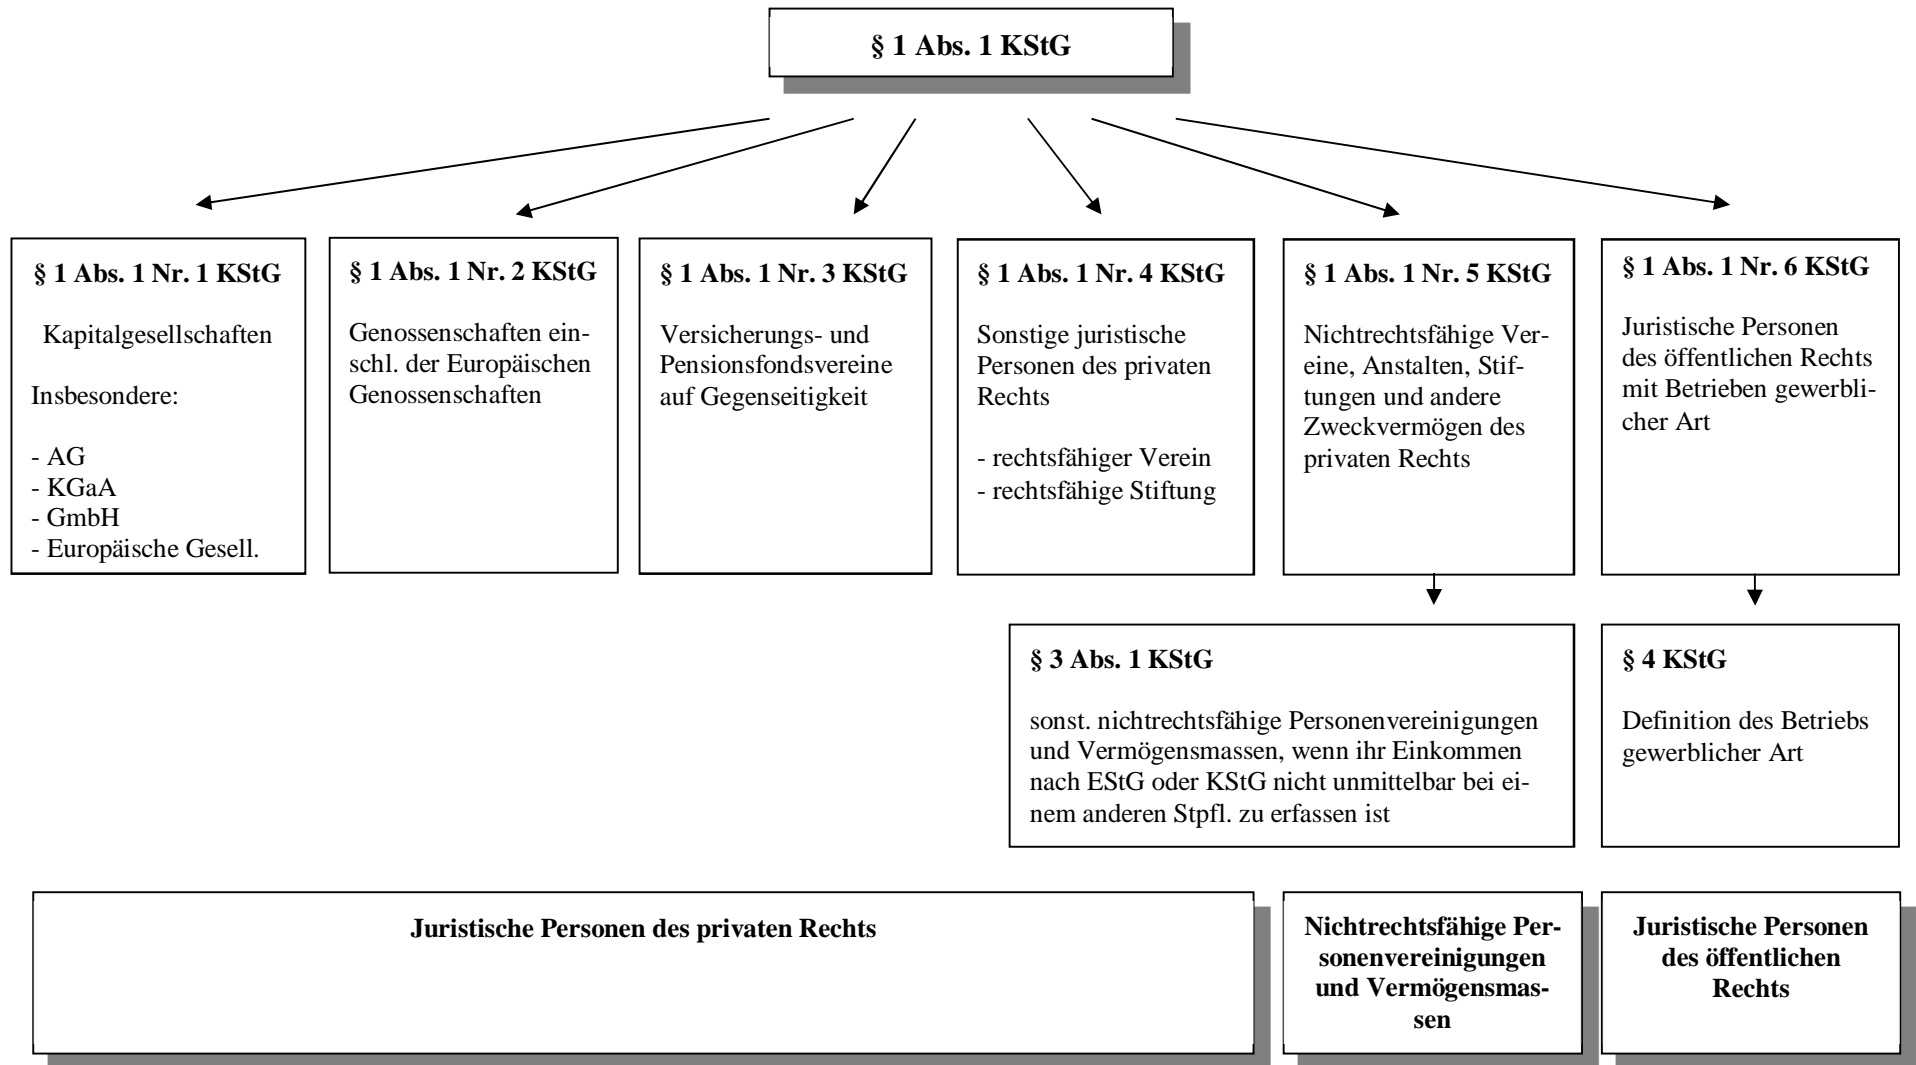 § 1 Abs. 1 KStG
§ 1 Abs. 1 Nr. 1 KStG
Kapitalgesellschaften
Insbesondere:
- AG
- KGaA
- GmbH
- Europäische Gesell.
§ 1 Abs. 1 Nr. 2 KStG
Genossenschaften ein-
schl. der Europäischen
Genossenschaften
§ 1 Abs. 1 Nr. 3 KStG
Versicherungs- und
Pensionsfondsvereine
auf Gegenseitigkeit
§ 1 Abs. 1 Nr. 4 KStG
Sonstige juristische
Personen des privaten
Rechts
- rechtsfähiger Verein
- rechtsfähige Stiftung
§ 1 Abs. 1 Nr. 5 KStG
Nichtrechtsfähige Ver-
eine, Anstalten, Stif-
tungen und andere
Zweckvermögen des
privaten Rechts
§ 1 Abs. 1 Nr. 6 KStG
Juristische Personen
des öffentlichen Rechts
mit Betrieben gewerbli-
cher Art
§ 3 Abs. 1 KStG
sonst. nichtrechtsfähige Personenvereinigungen
und Vermögensmassen, wenn ihr Einkommen
nach EStG oder KStG nicht unmittelbar bei ei-
nem anderen Stpfl. zu erfassen ist
§ 4 KStG
Definition des Betriebs
gewerblicher Art
Juristische Personen des privaten Rechts
Nichtrechtsfähige Per-
sonenvereinigungen
und Vermögensmas-
sen
Juristische Personen
des öffentlichen
Rechts